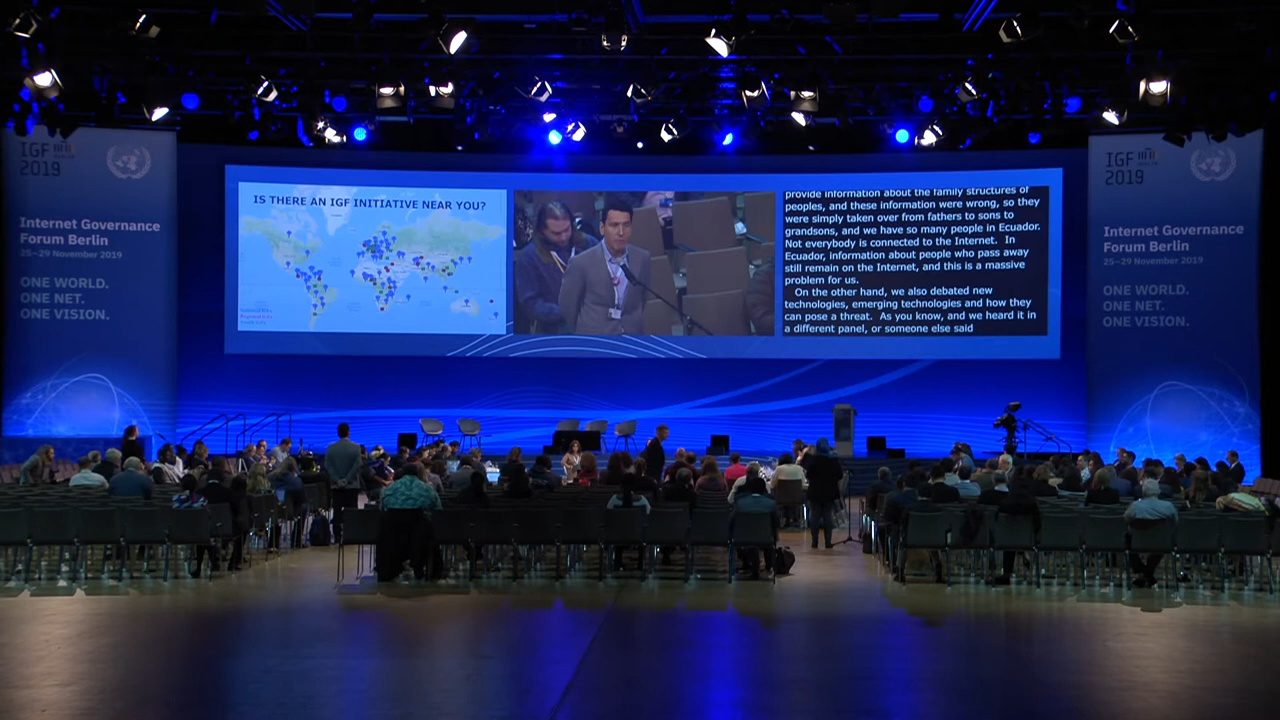 IGF
2019
Internet Governance
Forum Berlin
25–29 November 2019
ONE WORLD.
ONE NET.
ONE VISION.
IS THERE AN IGF INITIATIVE NEAR YOU?
provide information about the family structures of
peoples, and these information were wrong, so they
were simply taken over from fathers to sons to
grandsons, and we have so many people in Ecuador.
Not everybody is connected to the Internet. In
Ecuador, information about people who pass away
still remain on the Internet, and this is a massive
problem for us.
On the other hand, we also debated new
technologies, emerging technologies and how they
can pose a threat. As you know, and we heard it in
a different panel, or someone else said
IGF
2019
Internet Governance
Forum Berlin
25–29 November 2019
ONE WORLD.
ONE NET.
ONE VISION.